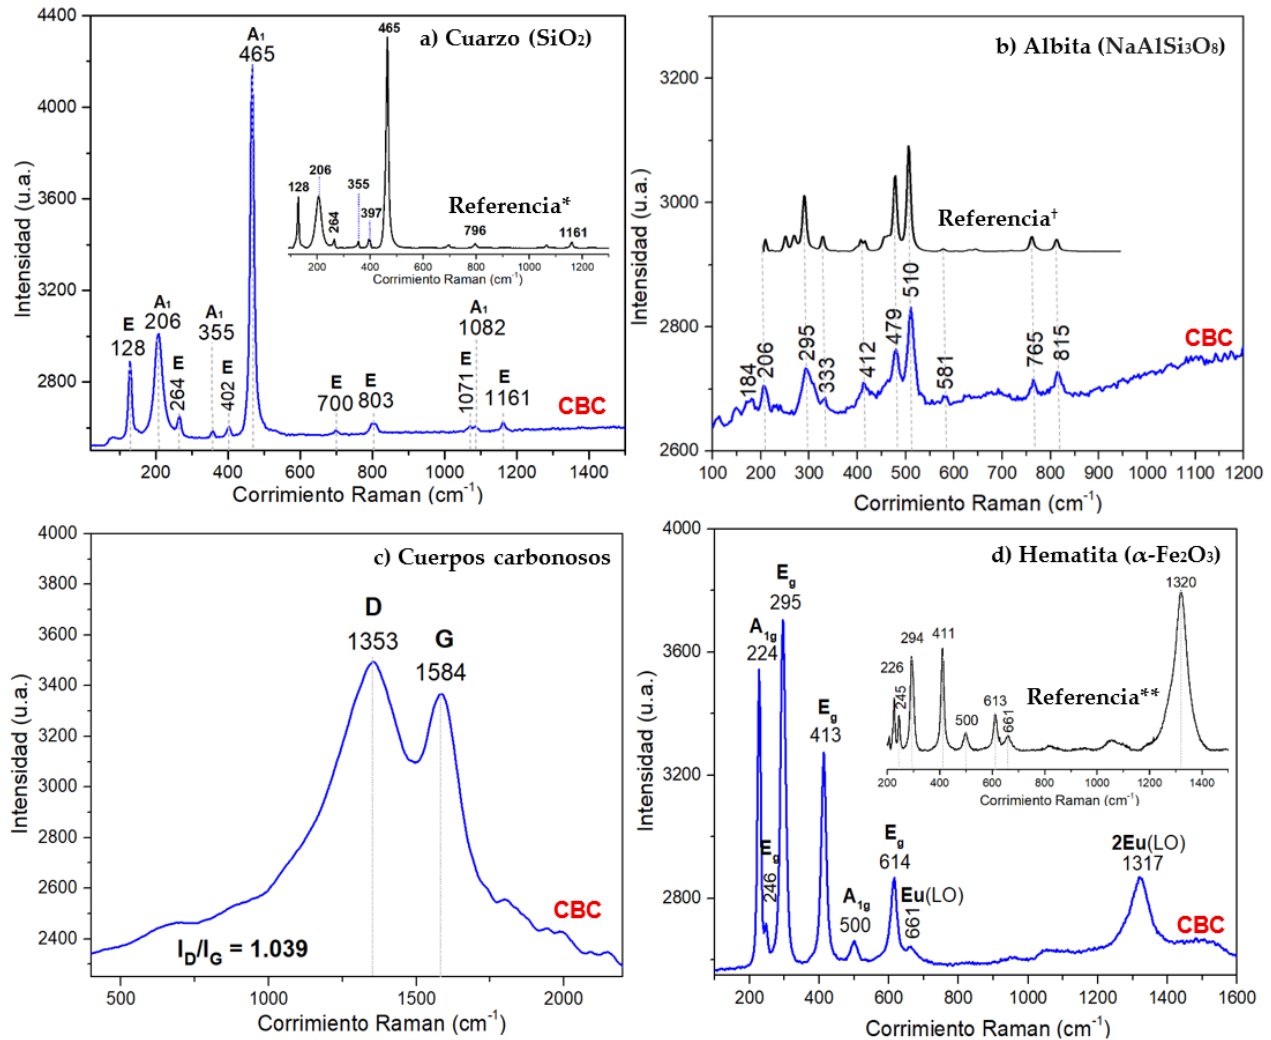 a) Cuarzo (SiO2)
Intensidad (u.a.)
4400
4000
3600
3200
2800
E
128
A1
206
E
264
A1
355
E
402
A1
465
E
700
E
803
E
1071
A1
1082
E
1161
CBC
200 400 600 800 1000 1200 1400
Corrimiento Raman (cm-1)
128
206
264
355
397
465
Referencia*
796
1161
200 400 600 800 1000 1200
Corrimiento Raman (cm-1)
b) Albita (NaAlSi3O8)
Intensidad (u.a.)
3200
3000
2800
2600
Referencia†
184
206
295
333
412
479
510
581
765
815
CBC
100 200 300 400 500 600 700 800 900 1000 1100 1200
Corrimiento Raman (cm-1)
c) Cuerpos carbonosos
Intensidad (u.a.)
4000
3800
3600
3400
3200
3000
2800
2600
2400
D
1353
G
1584
CBC
ID/IG = 1.039
500 1000 1500 2000
Corrimiento Raman (cm-1)
d) Hematita (α-Fe2O3)
Intensidad (u.a.)
4000
3600
3200
2800
A1g
224
Eg
246
Eg
295
Eg
413
A1g
500
Eg
614
Eu(LO)
661
2Eu(LO)
1317
CBC
200 400 600 800 1000 1200 1400 1600
Corrimiento Raman (cm-1)
226
245
294
411
500
613
661
1320
Referencia**
200 400 600 800 1000 1200 1400
Corrimiento Raman (cm-1)